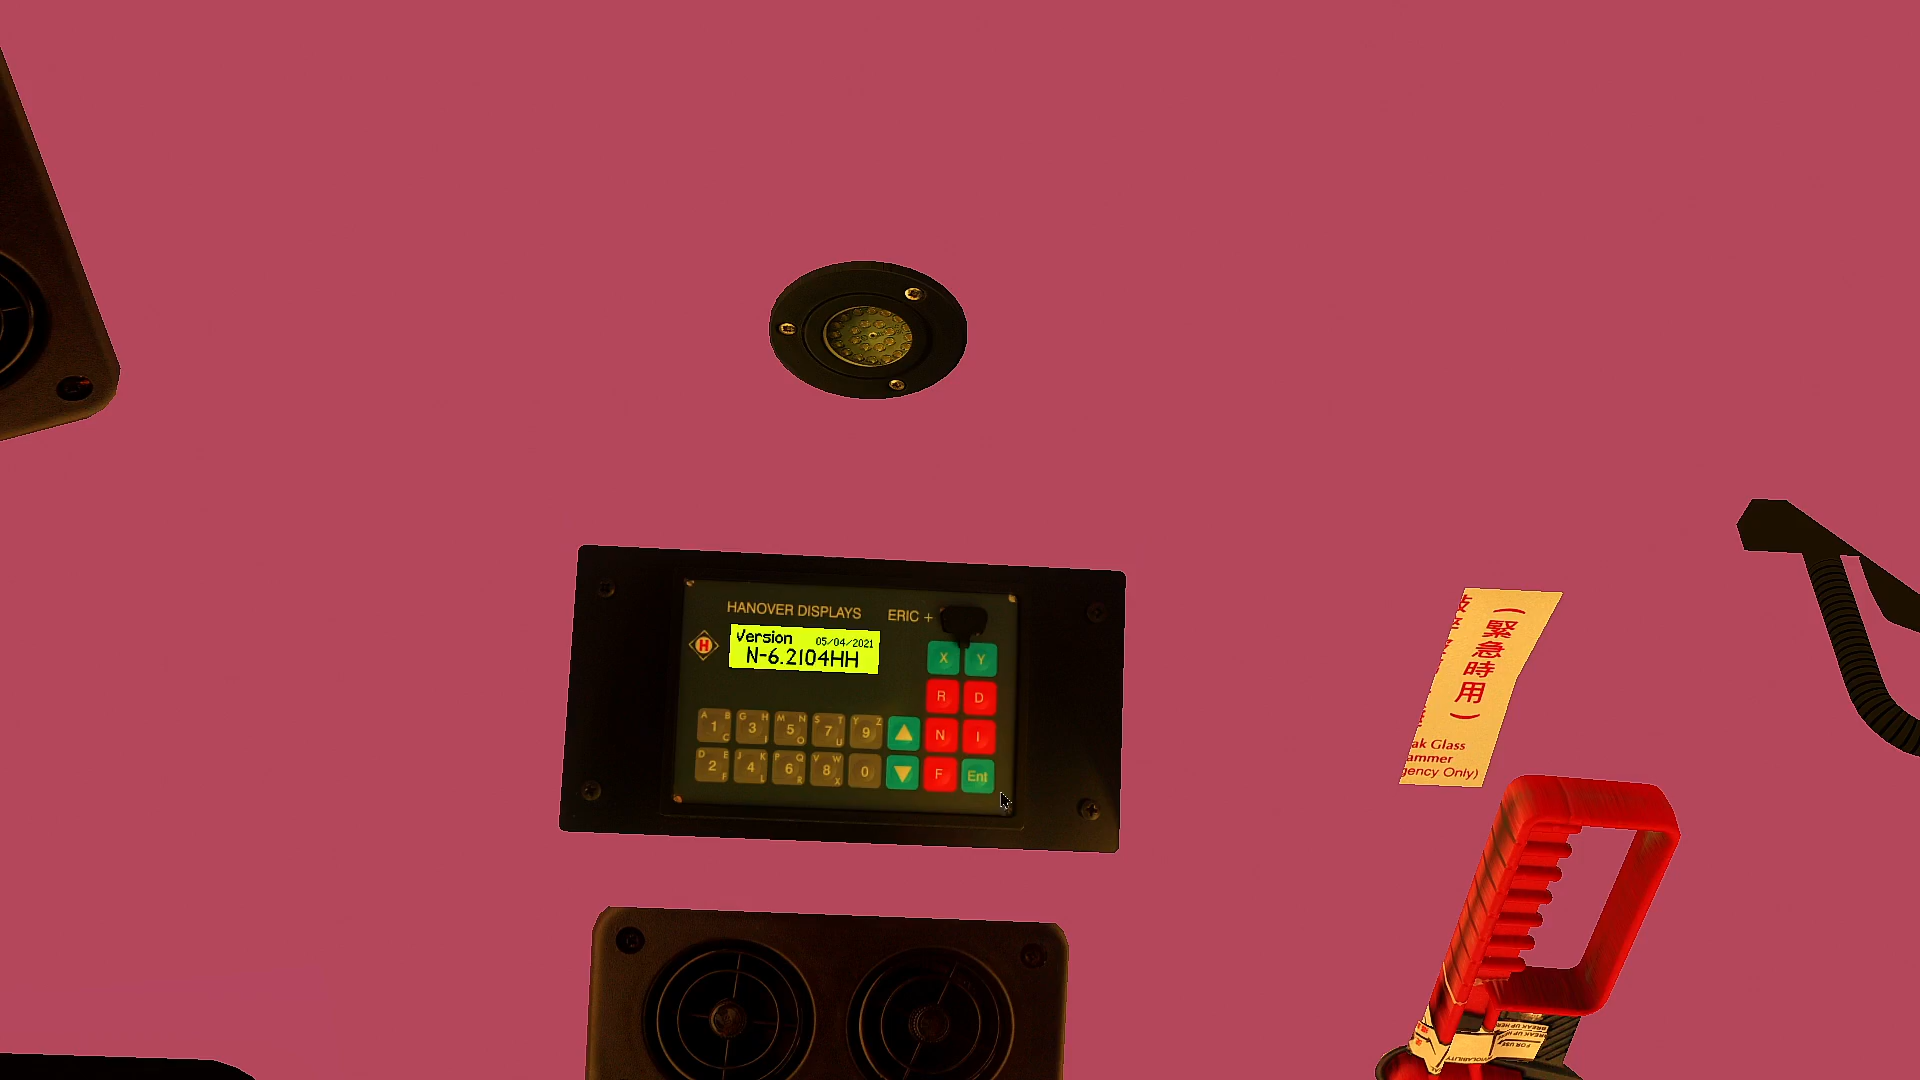 HANOVER DISPLAYS ERIC +
H
Version 05/04/2021
N-6.2104HH
X Y
R D
A B 1 C
G H 3 I
M N 5 O
S T 7 U
Y Z 9
N I
D E 2 F
J K 4 L
P Q 6 R
V W 8 X
0
F Ent
(緊急時用)
ak Glass
ammer
gency Only)